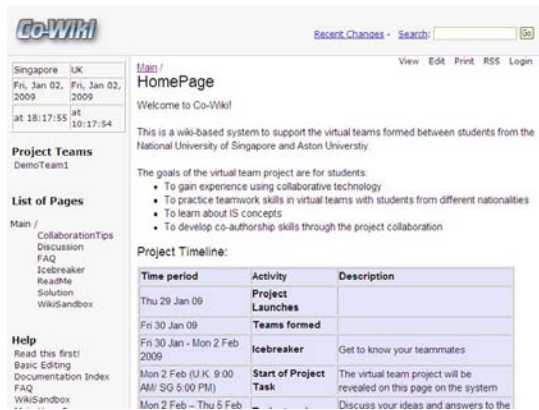 Co-Wiki
Recent Changes - Search: Go
View Edit Print RSS Login
Singapore UK
Fri, Jan 02, 2009 Fri, Jan 02, 2009
at 18:17:55 at 10:17:54
Project Teams
DemoTeam1
List of Pages
Main /
CollaborationTips
Discussion
FAQ
Icebreaker
ReadMe
Solution
WikiSandbox
Help
Read this first!
Basic Editing
Documentation Index
FAQ
WikiSandbox
Main /
HomePage
Welcome to Co-Wiki!
This is a wiki-based system to support the virtual teams formed between students from the
National University of Singapore and Aston Universtiy.
The goals of the virtual team project are for students:
To gain experience using collaborative technology
To practice teamwork skills in virtual teams with students from different nationalities
To learn about IS concepts
To develop co-authorship skills through the project collaboration
Project Timeline:
Time period Activity Description
Thu 29 Jan 09 Project Launches
Fri 30 Jan 09 Teams formed
Fri 30 Jan - Mon 2 Feb 2009 Icebreaker Get to know your teammates
Mon 2 Feb (U.K. 9:00 AM/ SG 5:00 PM) Start of Project Task The virtual team project will be revealed on this page on the system
Mon 2 Feb – Thu 5 Feb Discuss your ideas and answers to the